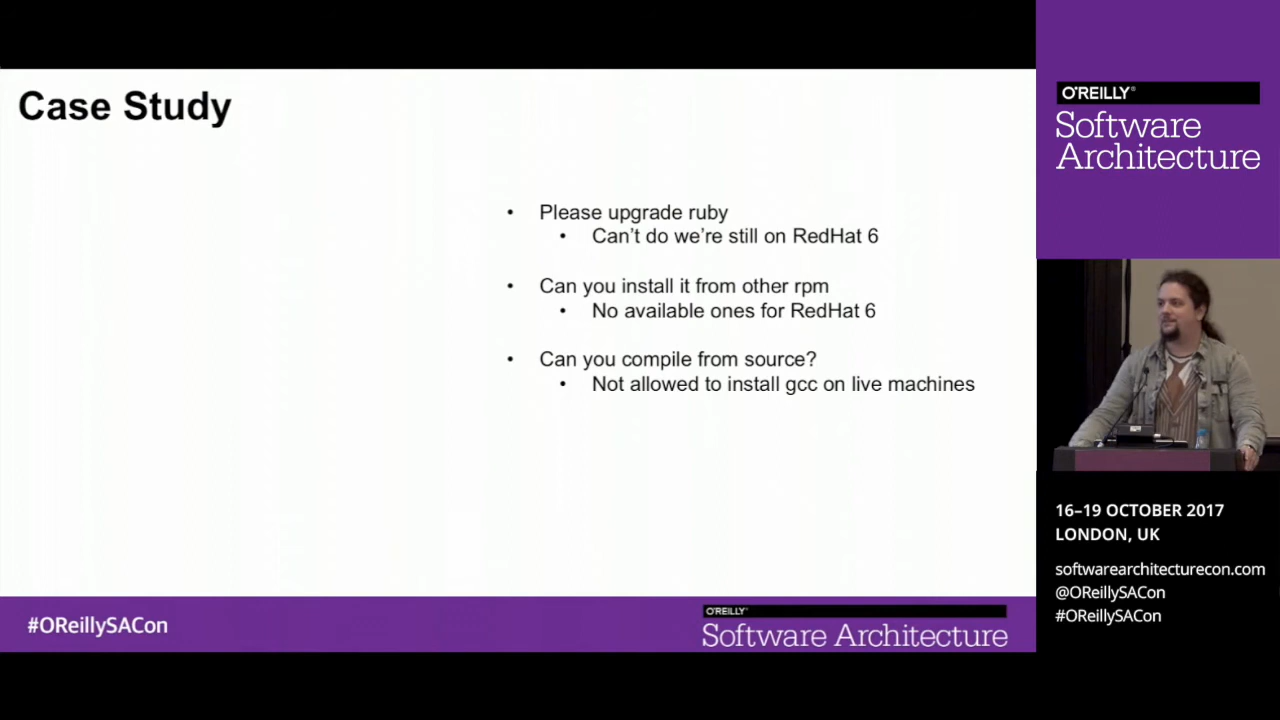 Case Study
• Please upgrade ruby
• Can't do we're still on RedHat 6
• Can you install it from other rpm
• No available ones for RedHat 6
• Can you compile from source?
• Not allowed to install gcc on live machines
#OReillySACon
O'REILLY®
Software Architecture
O'REILLY®
Software
Architecture
16–19 OCTOBER 2017
LONDON, UK
softwarearchitecturecon.com
@OReillySACon
#OReillySACon